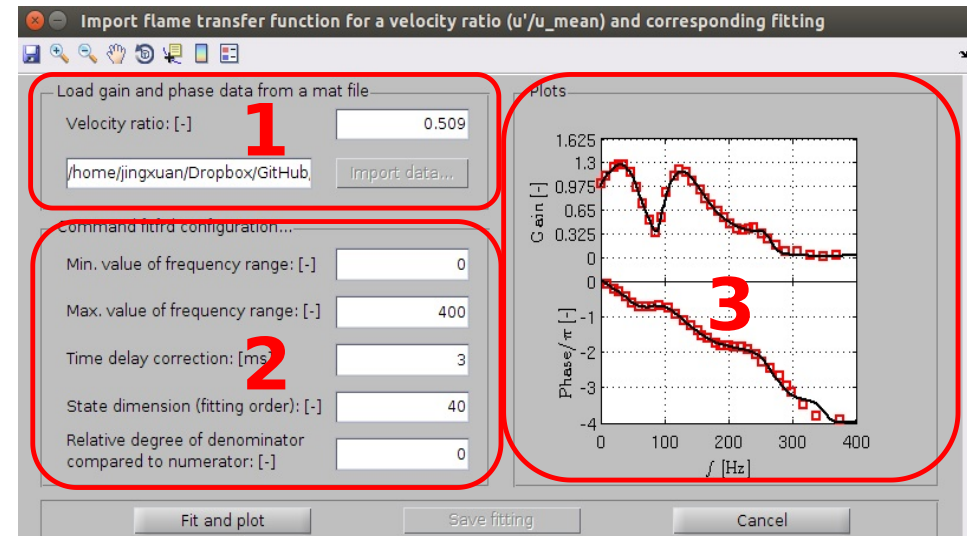 Import flame transfer function for a velocity ratio (u'/u_mean) and corresponding fitting
Load gain and phase data from a mat file
1
Velocity ratio: [-]
0.509
/home/jingxuan/Dropbox/GitHub,
Import data...
Command fitfrd configuration...
Min. value of frequency range: [-]
0
Max. value of frequency range: [-]
400
2
Time delay correction: [ms]
3
State dimension (fitting order): [-]
40
Relative degree of denominator
compared to numerator: [-]
0
Plots
1.625
1.3
0.975
0.65
0.325
0
Gain [-]
3
0
-1
-2
-3
-4
Phase/π [-]
0 100 200 300 400
f [Hz]
Fit and plot
Save fitting
Cancel